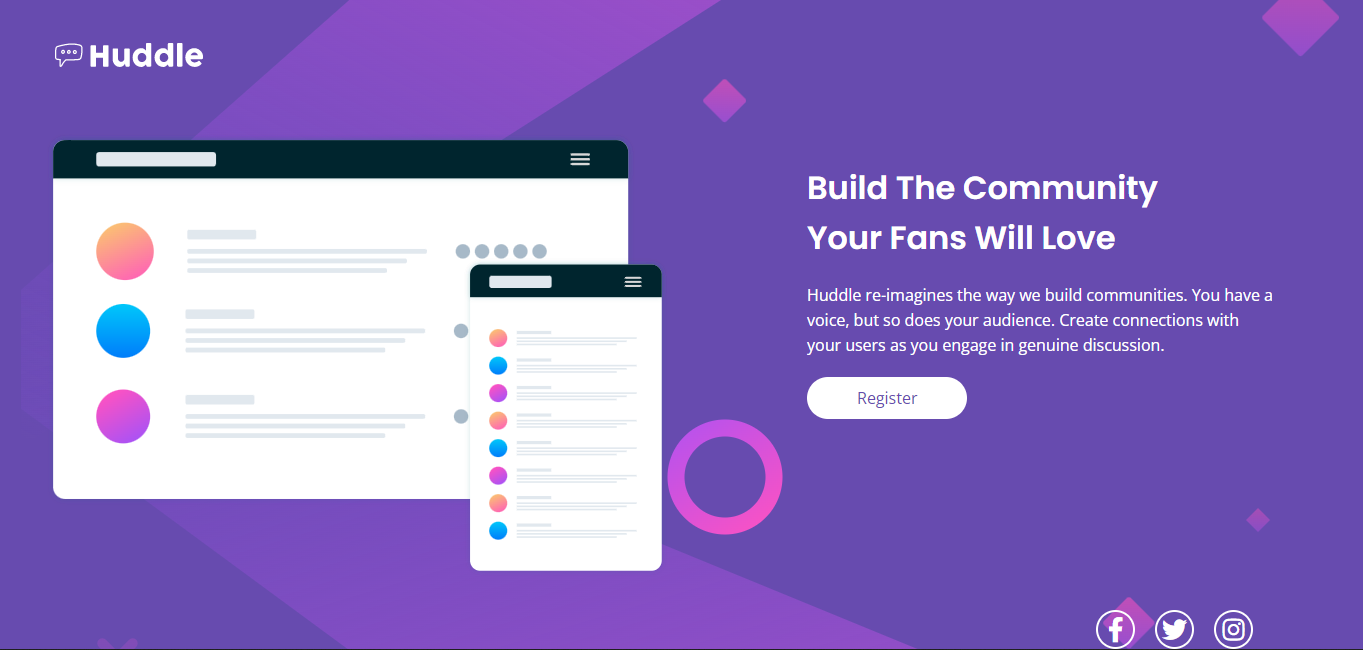 Huddle
Build The Community
Your Fans Will Love
Huddle re-imagines the way we build communities. You have a
voice, but so does your audience. Create connections with
your users as you engage in genuine discussion.
Register